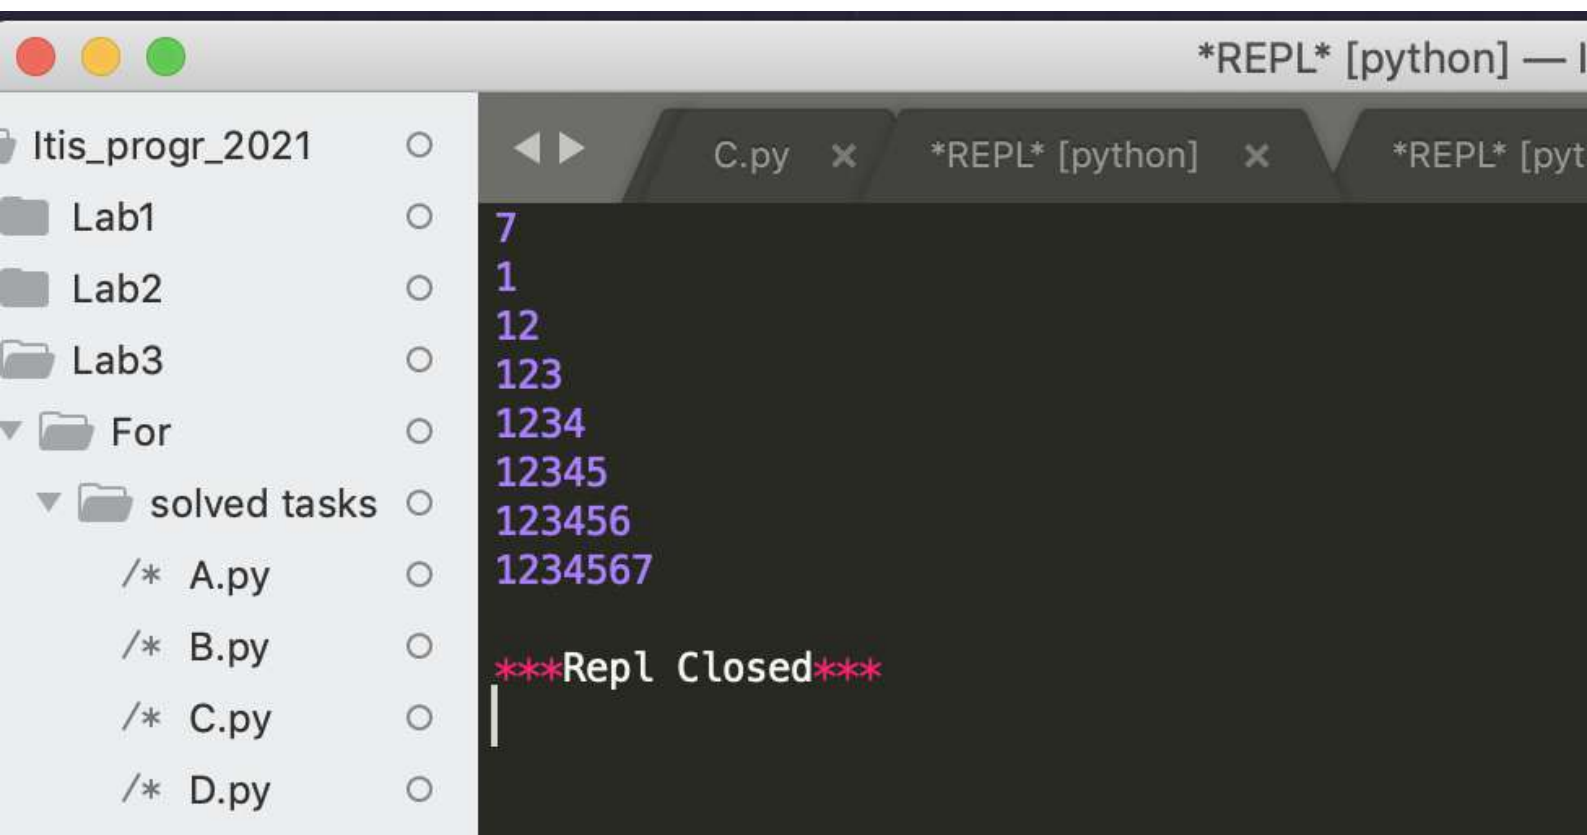 *REPL* [python] —
Itis_progr_2021
Lab1
Lab2
Lab3
For
solved tasks
/* A.py
/* B.py
/* C.py
/* D.py
C.py × *REPL* [python] × *REPL* [pyt
7
1
12
123
1234
12345
123456
1234567
***Repl Closed***